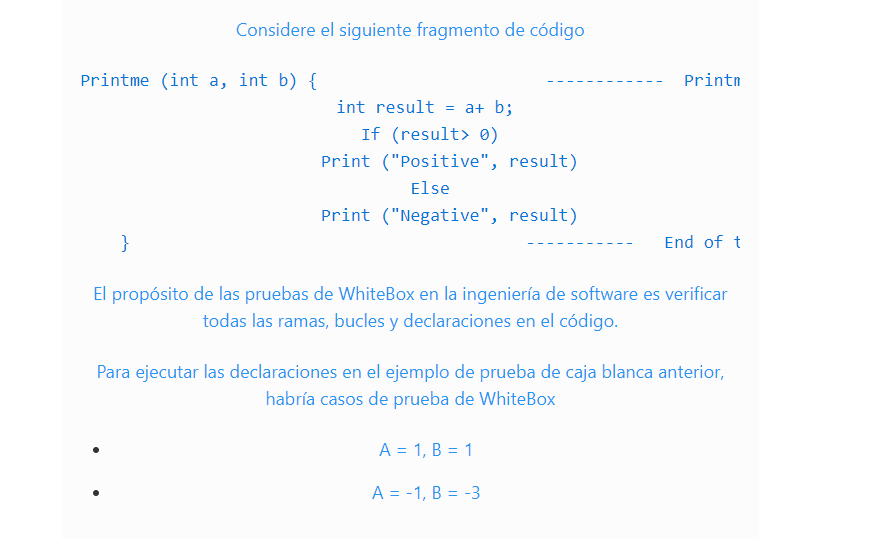 Considere el siguiente fragmento de código
Printme (int a, int b) { ------------ Printm
int result = a+ b;
If (result> 0)
Print ("Positive", result)
Else
Print ("Negative", result)
} ----------- End of t
El propósito de las pruebas de WhiteBox en la ingeniería de software es verificar
todas las ramas, bucles y declaraciones en el código.
Para ejecutar las declaraciones en el ejemplo de prueba de caja blanca anterior,
habría casos de prueba de WhiteBox
• A = 1, B = 1
• A = -1, B = -3